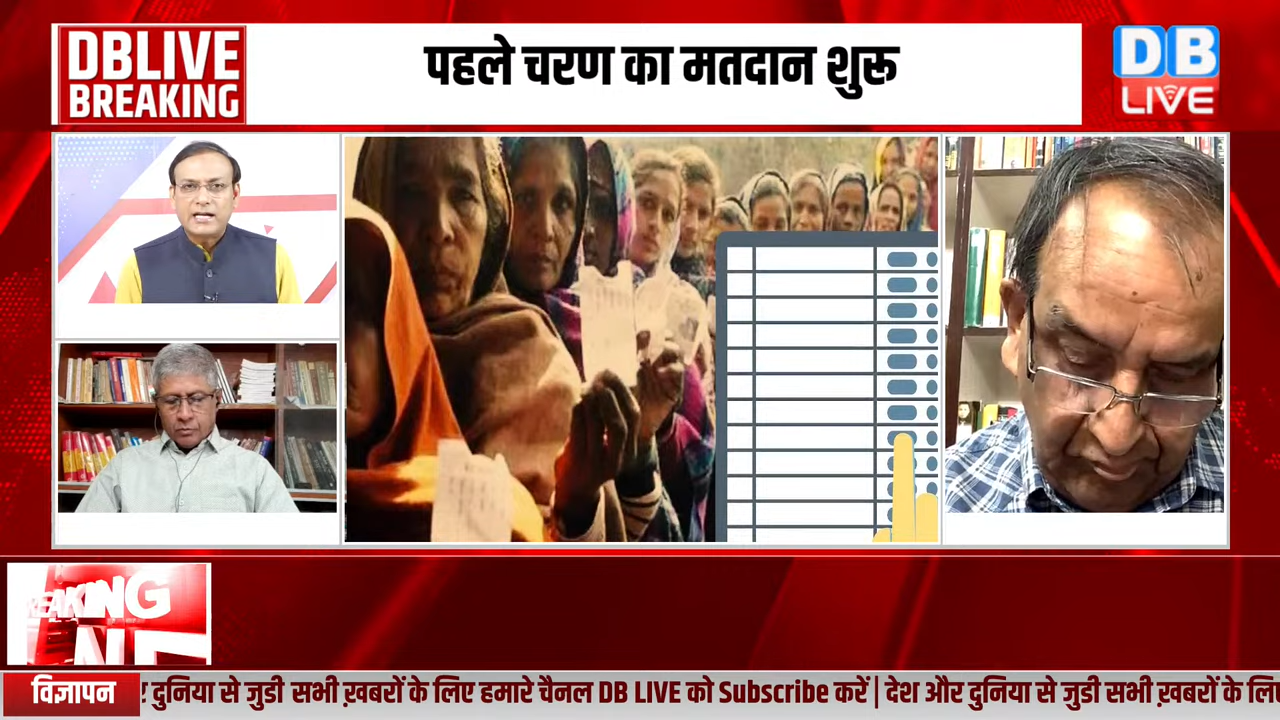 DBLIVE
BREAKING
पहले चरण का मतदान शुरू
DB
LIVE
BREAKING
विज्ञापन
दुनिया से जुडी सभी ख़बरों के लिए हमारे चैनल DB LIVE को Subscribe करें | देश और दुनिया से जुडी सभी ख़बरों के